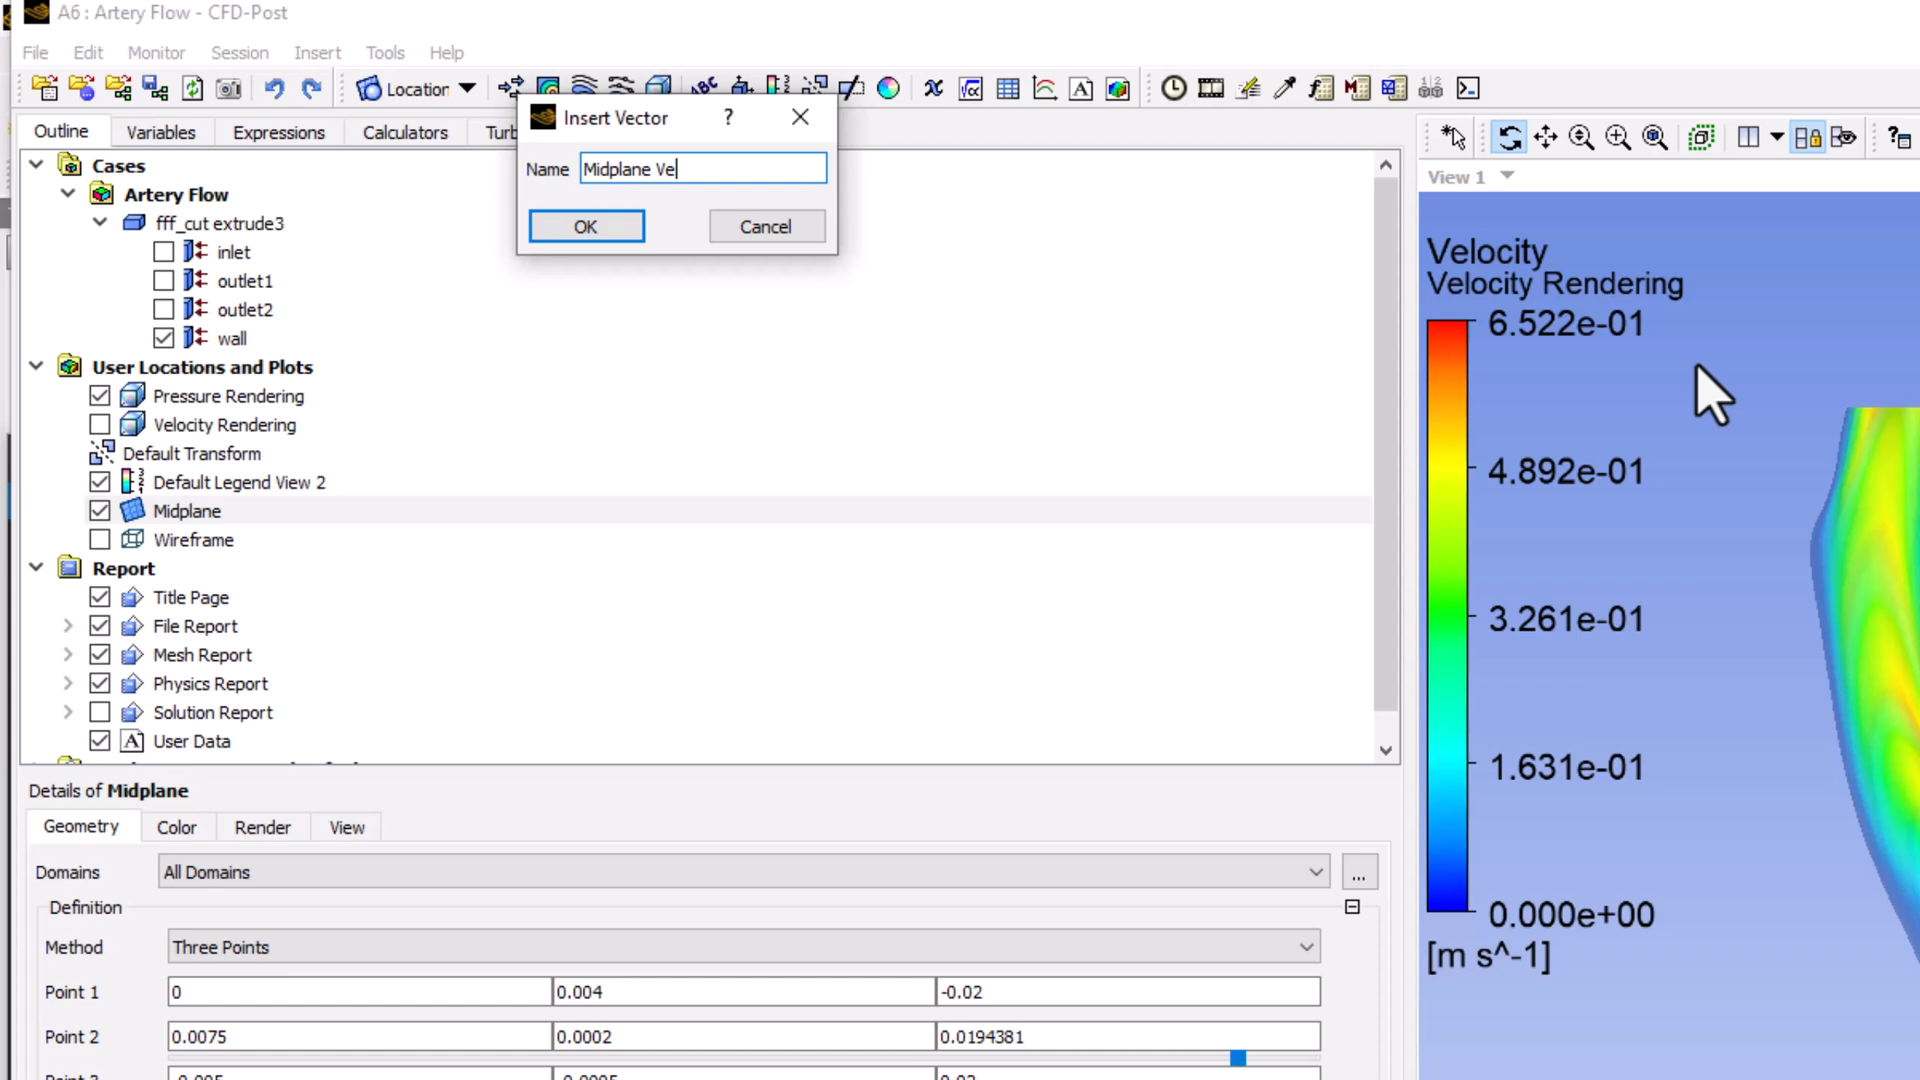 A6 : Artery Flow - CFD-Post
File Edit Monitor Session Insert Tools Help
Location
Insert Vector ?
Name Midplane Ve
OK Cancel
Outline Variables Expressions Calculators Turb
Cases
Artery Flow
fff_cut extrude3
inlet
outlet1
outlet2
wall
User Locations and Plots
Pressure Rendering
Velocity Rendering
Default Transform
Default Legend View 2
Midplane
Wireframe
Report
Title Page
File Report
Mesh Report
Physics Report
Solution Report
User Data
Details of Midplane
Geometry Color Render View
Domains All Domains ...
Definition
Method Three Points
Point 1 0 0.004 -0.02
Point 2 0.0075 0.0002 0.0194381
View 1
Velocity
Velocity Rendering
6.522e-01
4.892e-01
3.261e-01
1.631e-01
0.000e+00
[m s^-1]